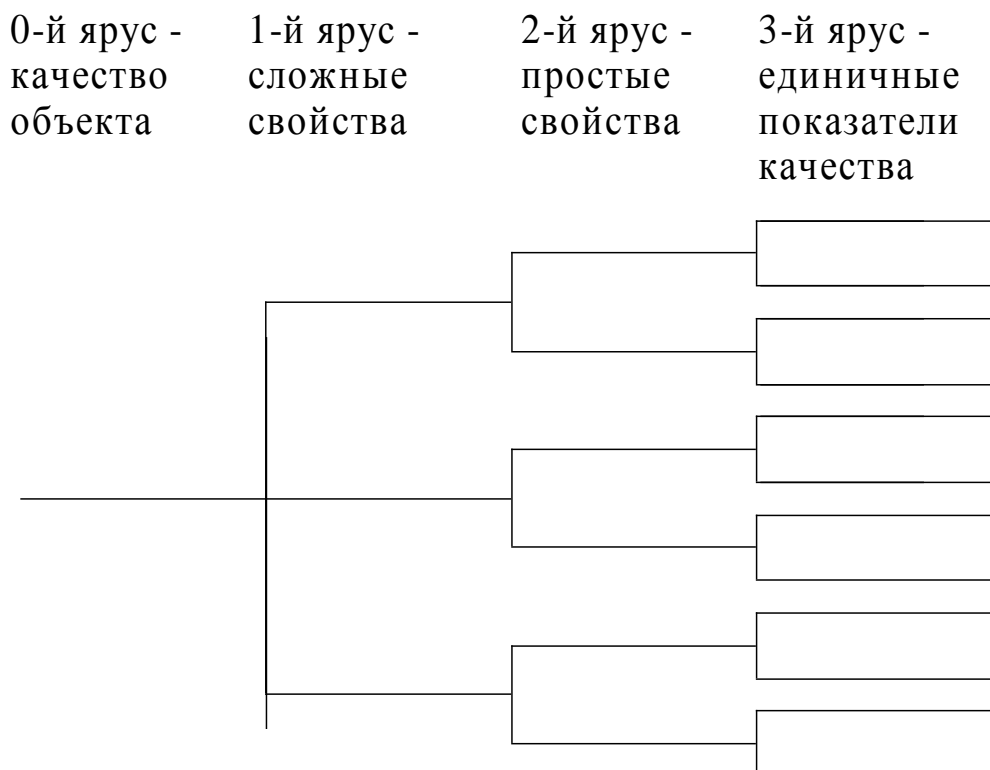 0-й ярус -
качество
объекта
1-й ярус -
сложные
свойства
2-й ярус -
простые
свойства
3-й ярус -
единичные
показатели
качества